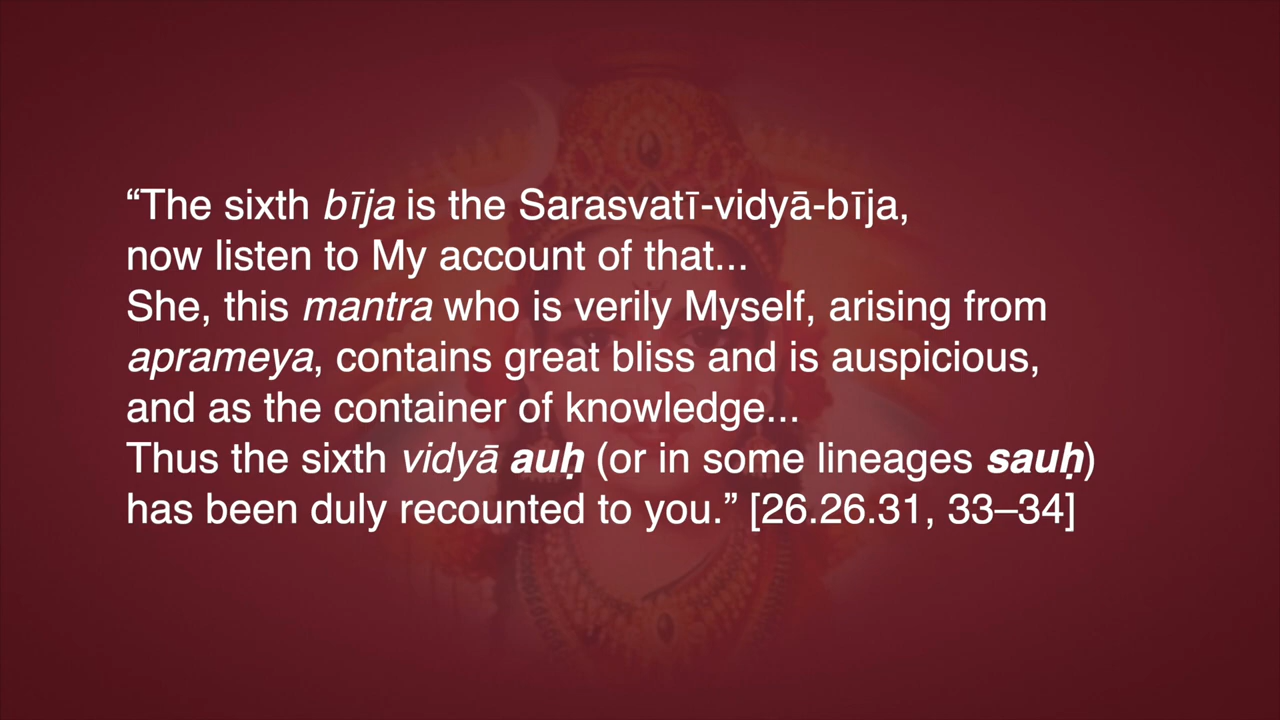 “The sixth bīja is the Sarasvatī-vidyā-bīja,
now listen to My account of that...
She, this mantra who is verily Myself, arising from
aprameya, contains great bliss and is auspicious,
and as the container of knowledge...
Thus the sixth vidyā auḥ (or in some lineages sauḥ)
has been duly recounted to you.” [26.26.31, 33–34]